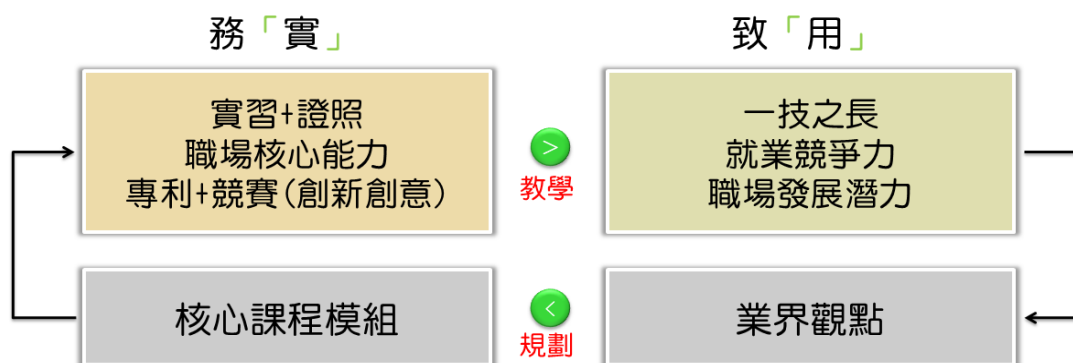 務「實」
致「用」
實習+證照
職場核心能力
專利+競賽(創新創意)
>
教學
一技之長
就業競爭力
職場發展潛力
核心課程模組
<
規劃
業界觀點